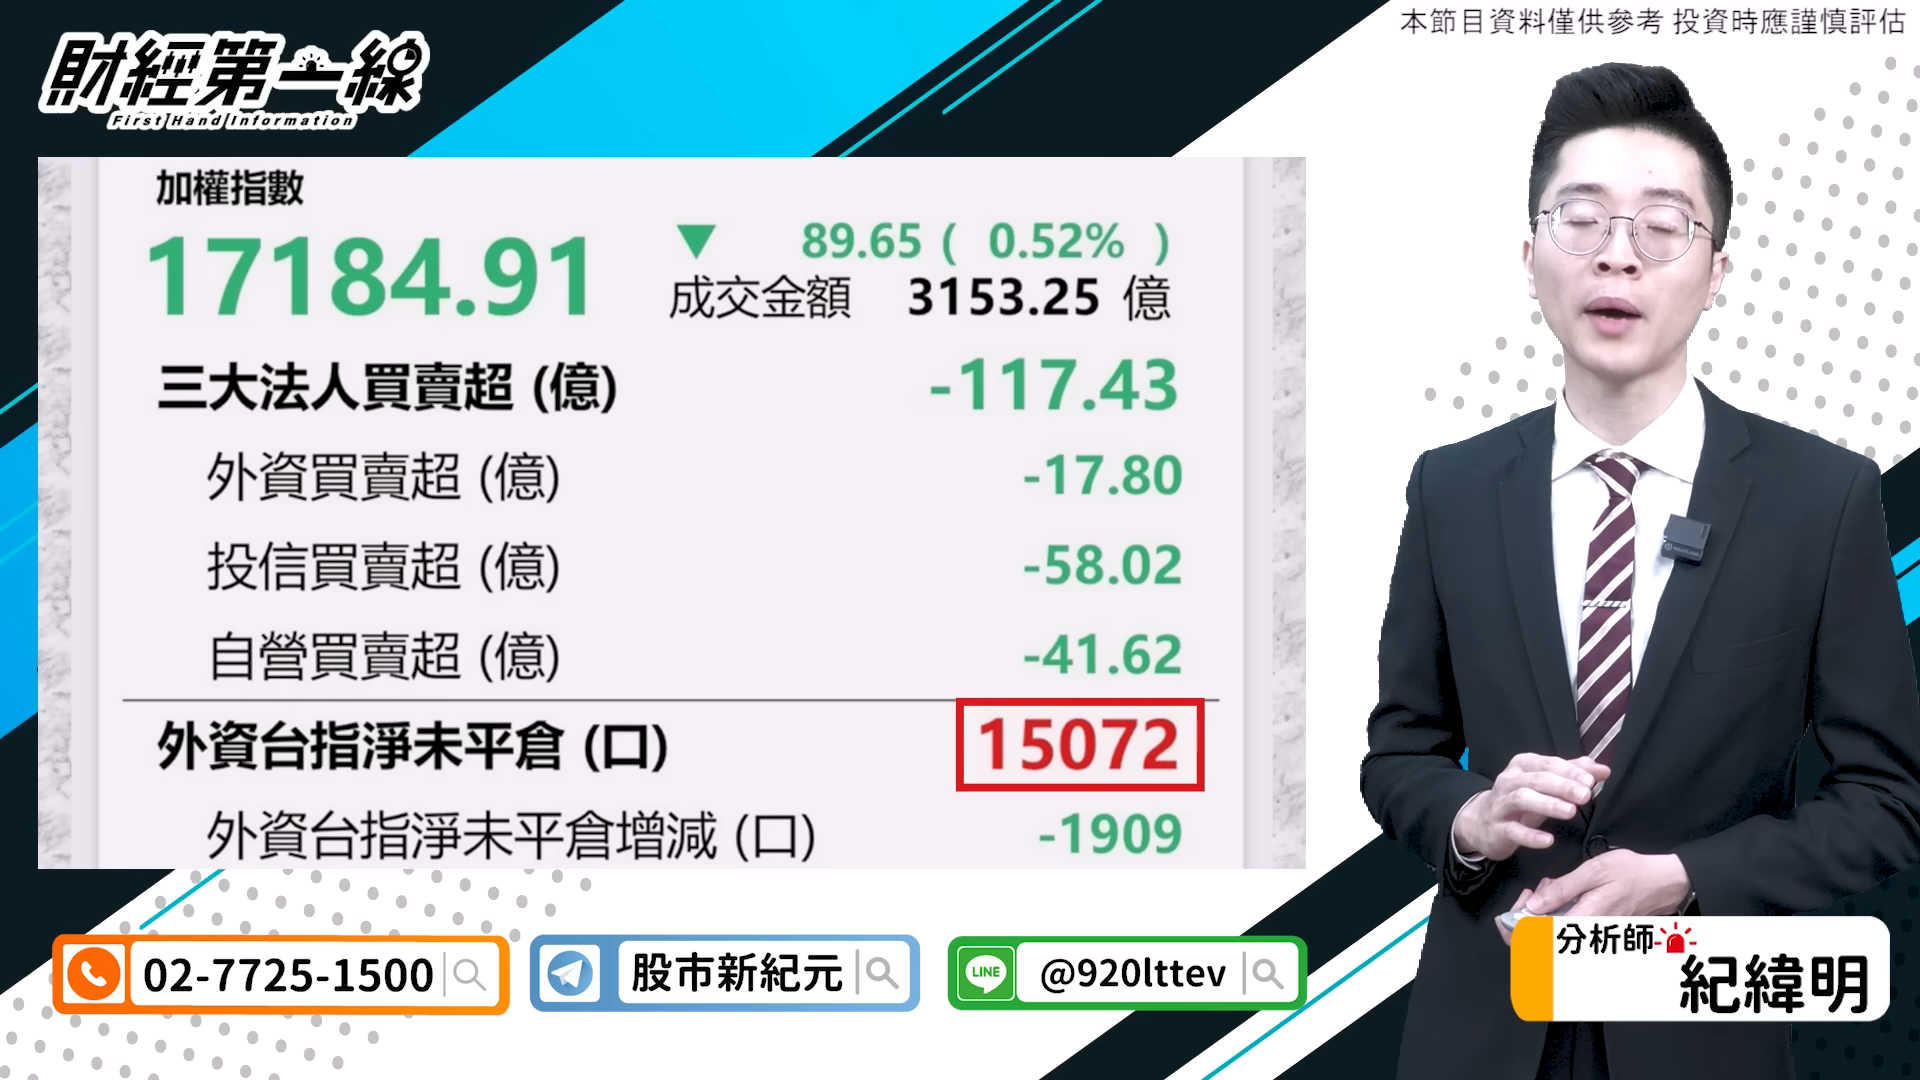 本節目資料僅供參考 投資時應謹慎評估
財經第一線
First Hand Information
加權指數
17184.91 ▼ 89.65 ( 0.52% )
成交金額 3153.25 億
三大法人買賣超 (億) -117.43
外資買賣超 (億) -17.80
投信買賣超 (億) -58.02
自營買賣超 (億) -41.62
外資台指淨未平倉 (口) 15072
外資台指淨未平倉增減 (口) -1909
02-7725-1500
股市新紀元
LINE @920lttev
分析師
紀緯明